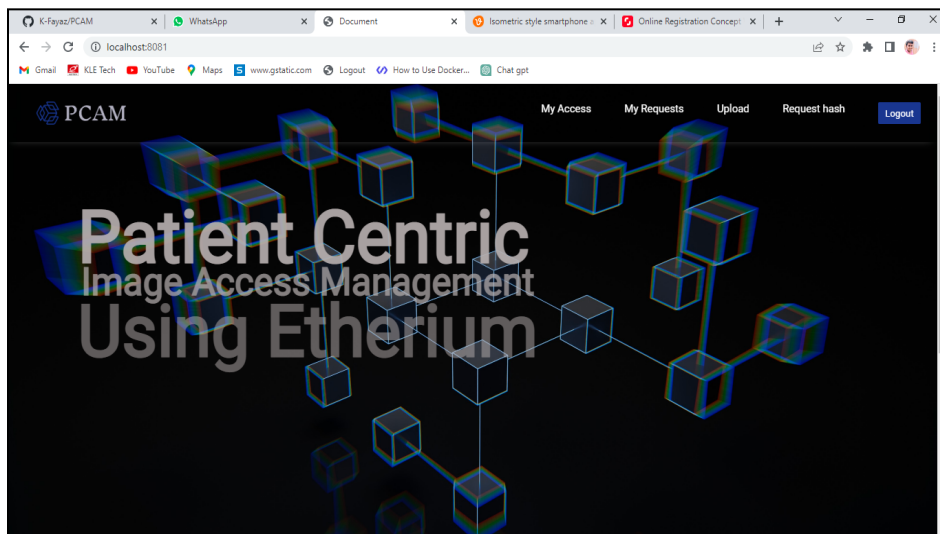 K-Fayaz/PCAM
WhatsApp
Document
Isometric style smartphone a
Online Registration Concept
localhost:8081
Gmail
KLE Tech
YouTube
Maps
www.gstatic.com
Logout
How to Use Docker...
Chat gpt
PCAM
My Access
My Requests
Upload
Request hash
Logout
Patient Centric
Image Access Management
Using Etherium